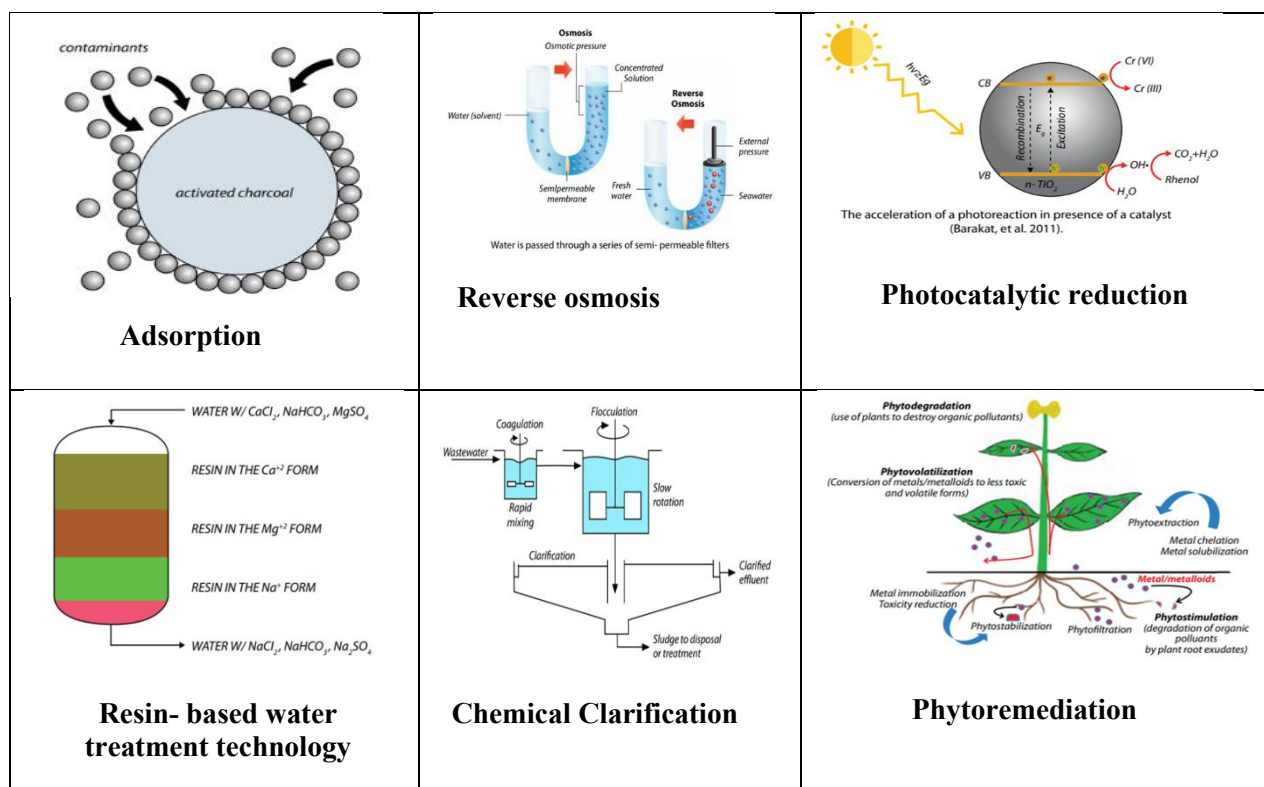 contaminants
activated charcoal
Adsorption
Osmosis
Osmotic pressure
Concentrated
Solution
Water (solvent)
Semipermeable
membrane
Reverse
Osmosis
External
pressure
Fresh
water
Seawater
Water is passed through a series of semi- permeable filters
Reverse osmosis
hv≥Eg
CB
Cr (VI)
Cr (III)
Recombination
Eg
Excitation
VB
n- TiO2
OH•
H2O
CO2+H2O
Rhenol
The acceleration of a photoreaction in presence of a catalyst
(Barakat, et al. 2011).
Photocatalytic reduction
WATER W/ CaCl2, NaHCO3, MgSO4
RESIN IN THE Ca+2 FORM
RESIN IN THE Mg+2 FORM
RESIN IN THE Na+ FORM
WATER W/ NaCl2, NaHCO3, Na2SO4
Resin- based water
treatment technology
Flocculation
Coagulation
Wastewater
Rapid
mixing
Slow
rotation
Clarification
Clarified
effluent
Sludge to disposal
or treatment
Chemical Clarification
Phytodegradation
(use of plants to destroy organic pollutants)
Phytovolatilization
(Conversion of metals/metalloids to less toxic
and volatile forms)
Phytoextraction
Metal chelation
Metal solubilization
Metal/metalloids
Metal immobilization
Toxicity reduction
Phytostabilization
Phytofiltration
Phytostimulation
(degradation of organic
polluants
by plant root exudates)
Phytoremediation